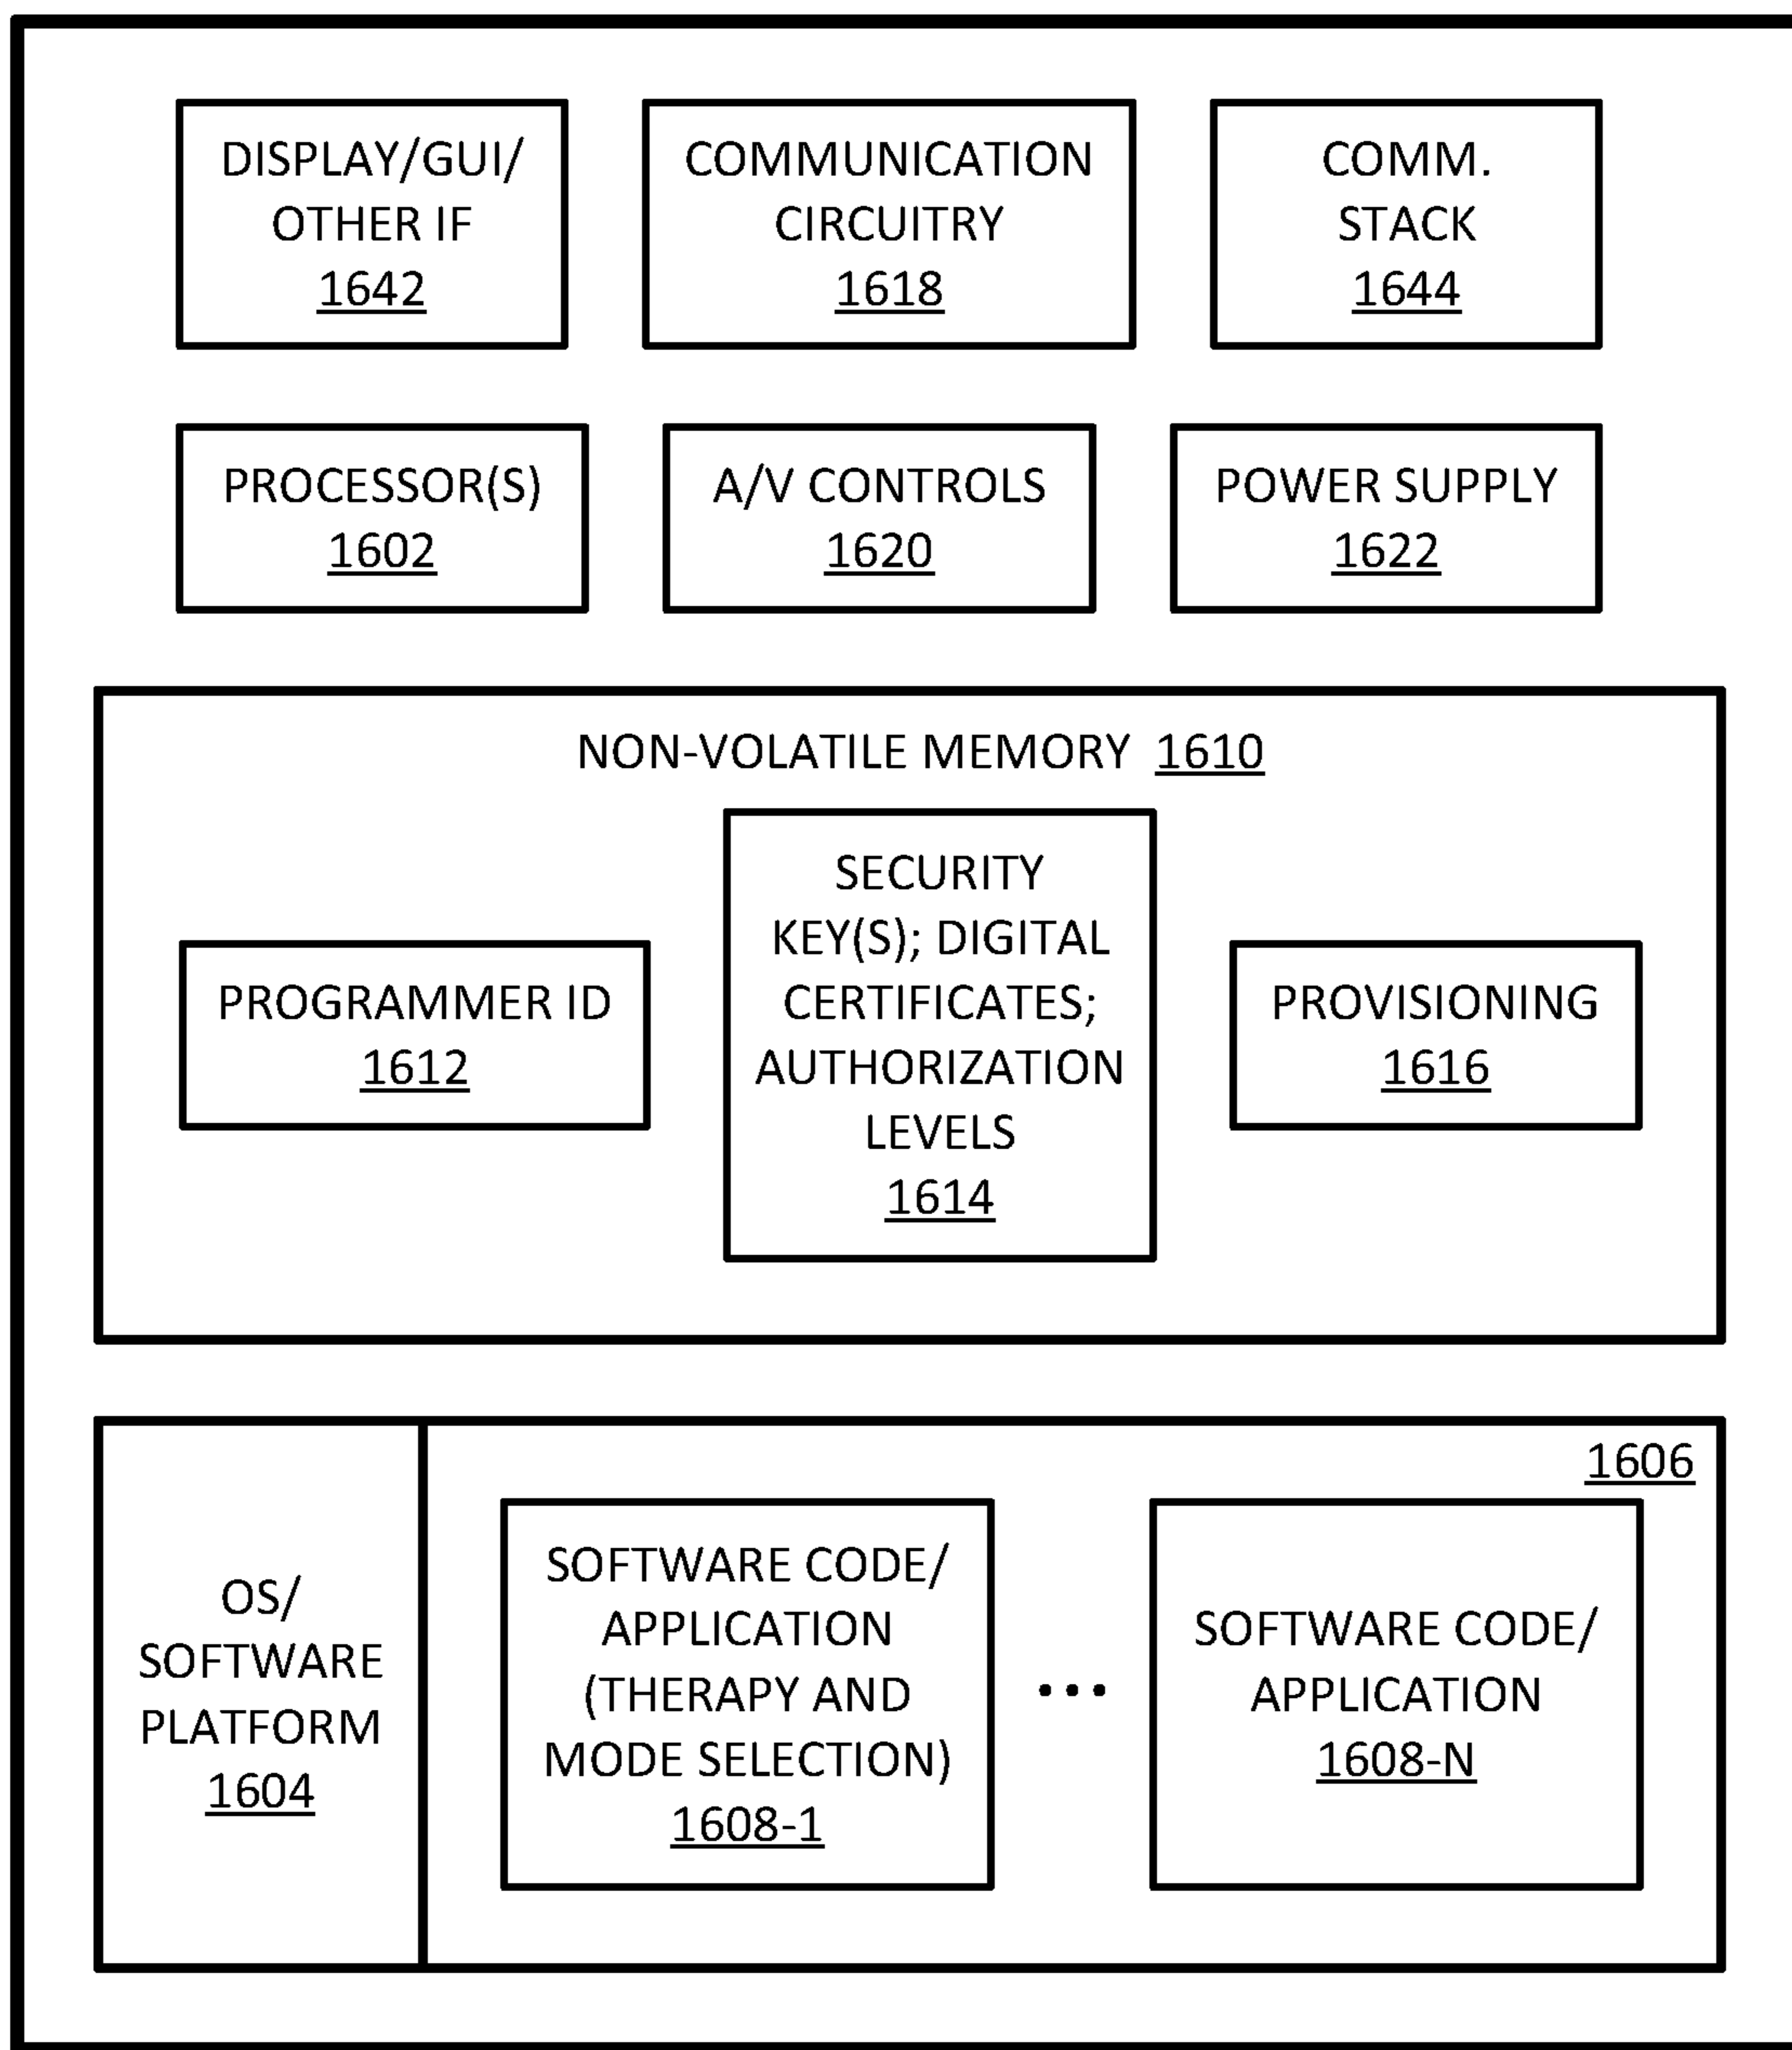 DISPLAY/GUI/
OTHER IF
1642
COMMUNICATION
CIRCUITRY
1618
COMM.
STACK
1644
PROCESSOR(S)
1602
A/V CONTROLS
1620
POWER SUPPLY
1622
NON-VOLATILE MEMORY 1610
PROGRAMMER ID
1612
SECURITY
KEY(S); DIGITAL
CERTIFICATES;
AUTHORIZATION
LEVELS
1614
PROVISIONING
1616
OS/
SOFTWARE
PLATFORM
1604
1606
SOFTWARE CODE/
APPLICATION
(THERAPY AND
MODE SELECTION)
1608-1
•••
SOFTWARE CODE/
APPLICATION
1608-N